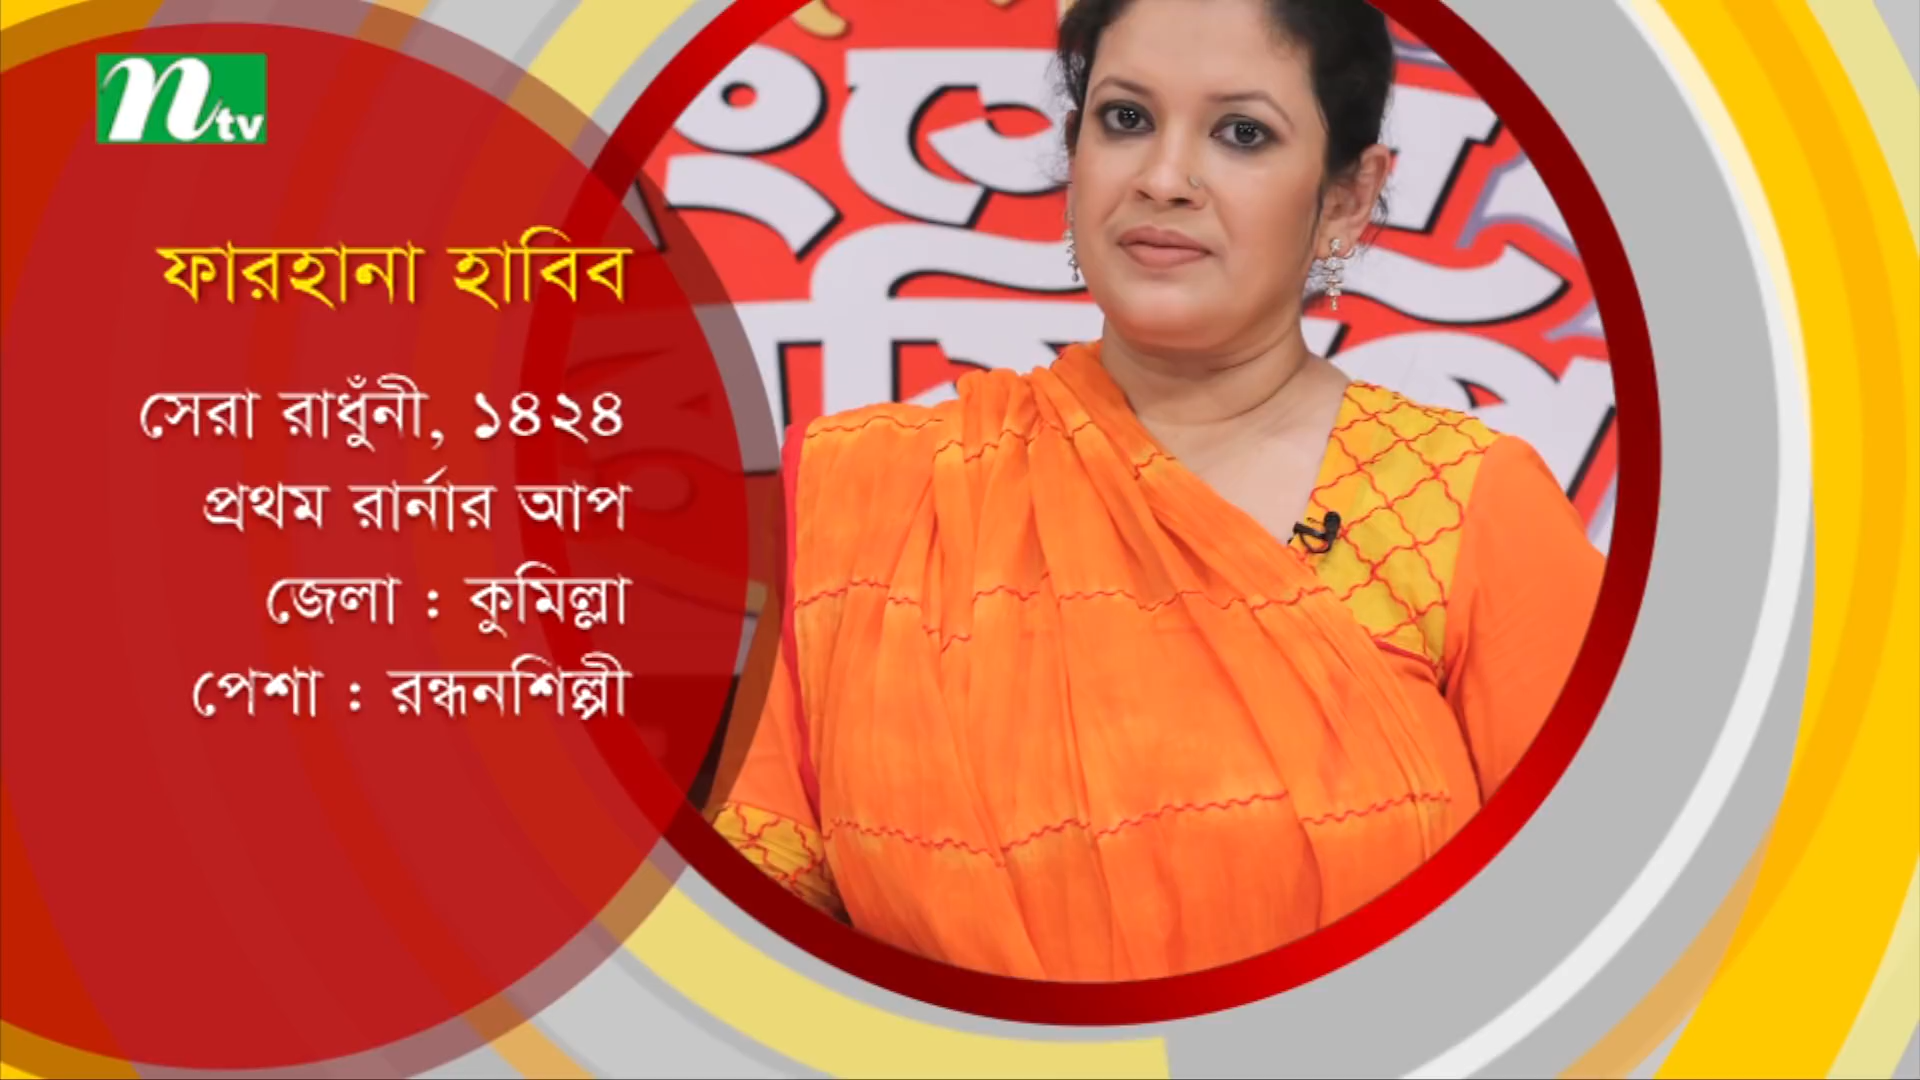 ntv
ফারহানা হাবিব
সেরা রাধুঁনী, ১৪২৪
প্রথম রার্নার আপ
জেলা : কুমিল্লা
পেশা : রন্ধনশিল্পী